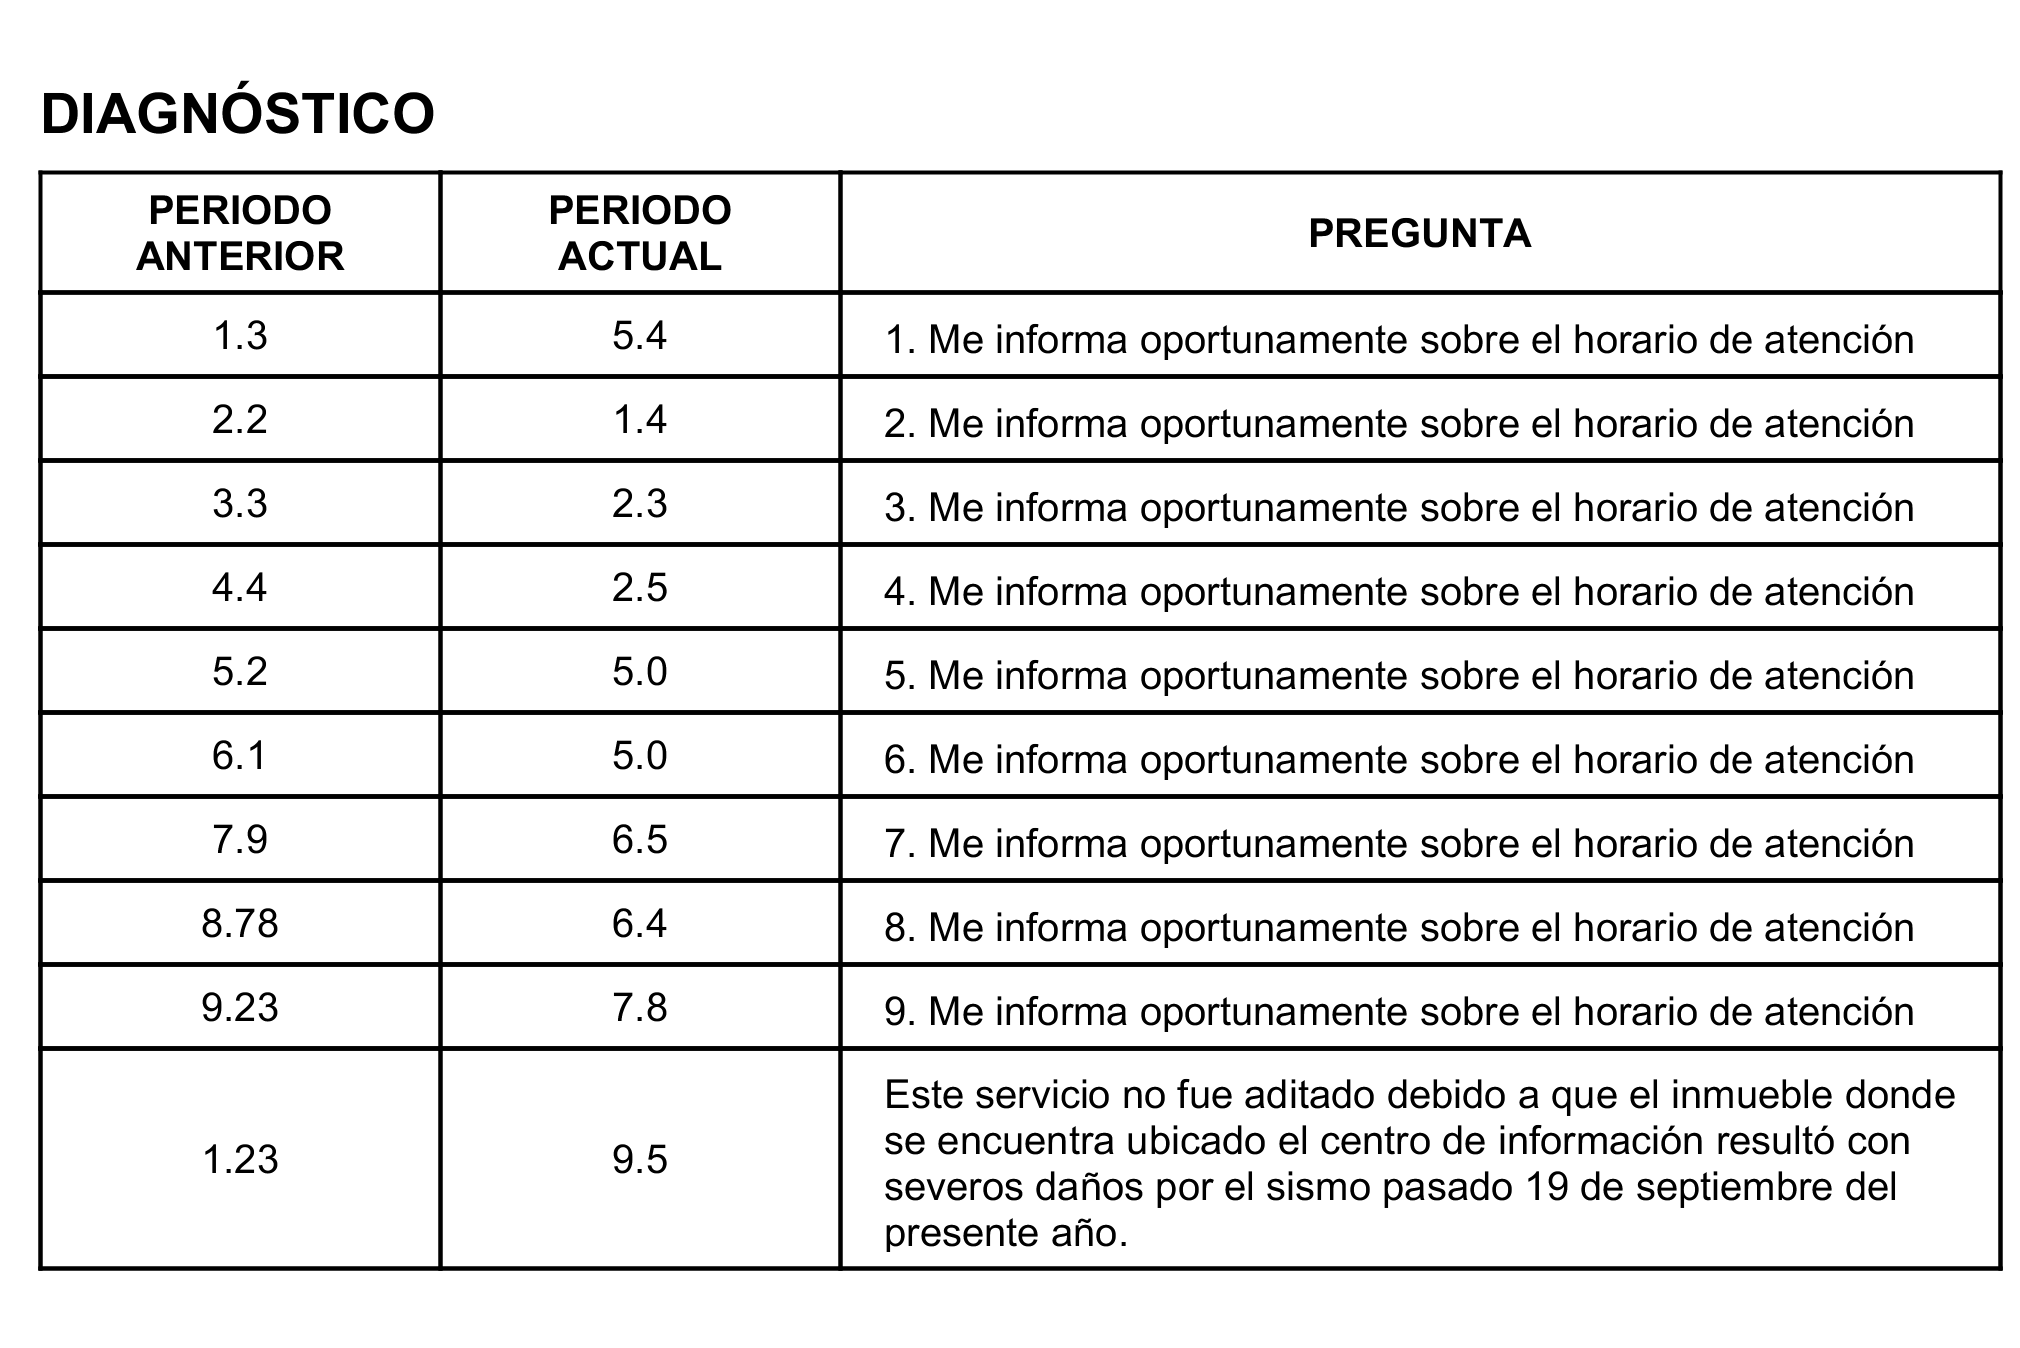 DIAGNÓSTICO
PERIODO
ANTERIOR
PERIODO
ACTUAL
PREGUNTA
1.3
5.4
1. Me informa oportunamente sobre el horario de atención
2.2
1.4
2. Me informa oportunamente sobre el horario de atención
3.3
2.3
3. Me informa oportunamente sobre el horario de atención
4.4
2.5
4. Me informa oportunamente sobre el horario de atención
5.2
5.0
5. Me informa oportunamente sobre el horario de atención
6.1
5.0
6. Me informa oportunamente sobre el horario de atención
7.9
6.5
7. Me informa oportunamente sobre el horario de atención
8.78
6.4
8. Me informa oportunamente sobre el horario de atención
9.23
7.8
9. Me informa oportunamente sobre el horario de atención
1.23
9.5
Este servicio no fue aditado debido a que el inmueble donde
se encuentra ubicado el centro de información resultó con
severos daños por el sismo pasado 19 de septiembre del
presente año.